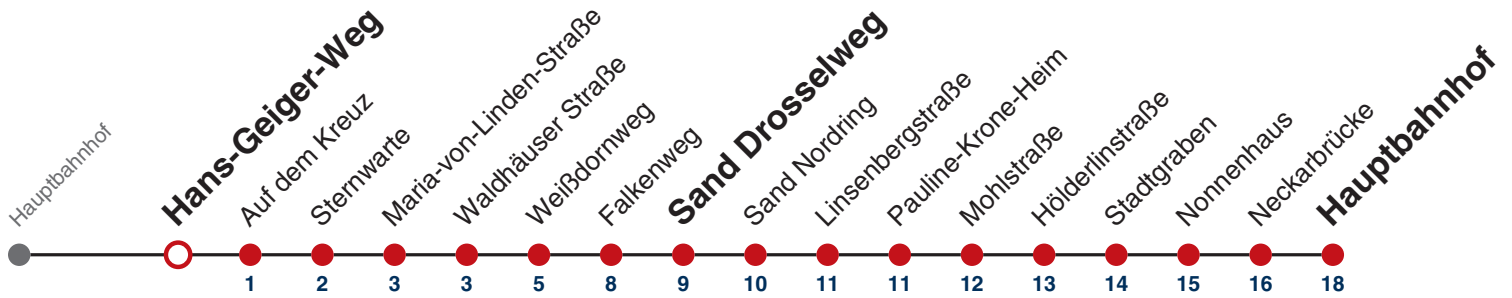 Hauptbahnhof
Hans-Geiger-Weg
Auf dem Kreuz
Sternwarte
Maria-von-Linden-Straße
Waldhäuser Straße
Weißdornweg
Falkenweg
Sand Drosselweg
Sand Nordring
Linsenbergstraße
Pauline-Krone-Heim
Mohlstraße
Hölderlinstraße
Stadtgraben
Nonnenhaus
Neckarbrücke
Hauptbahnhof
1 2 3 3 5 8 9 10 11 11 12 13 14 15 16 18